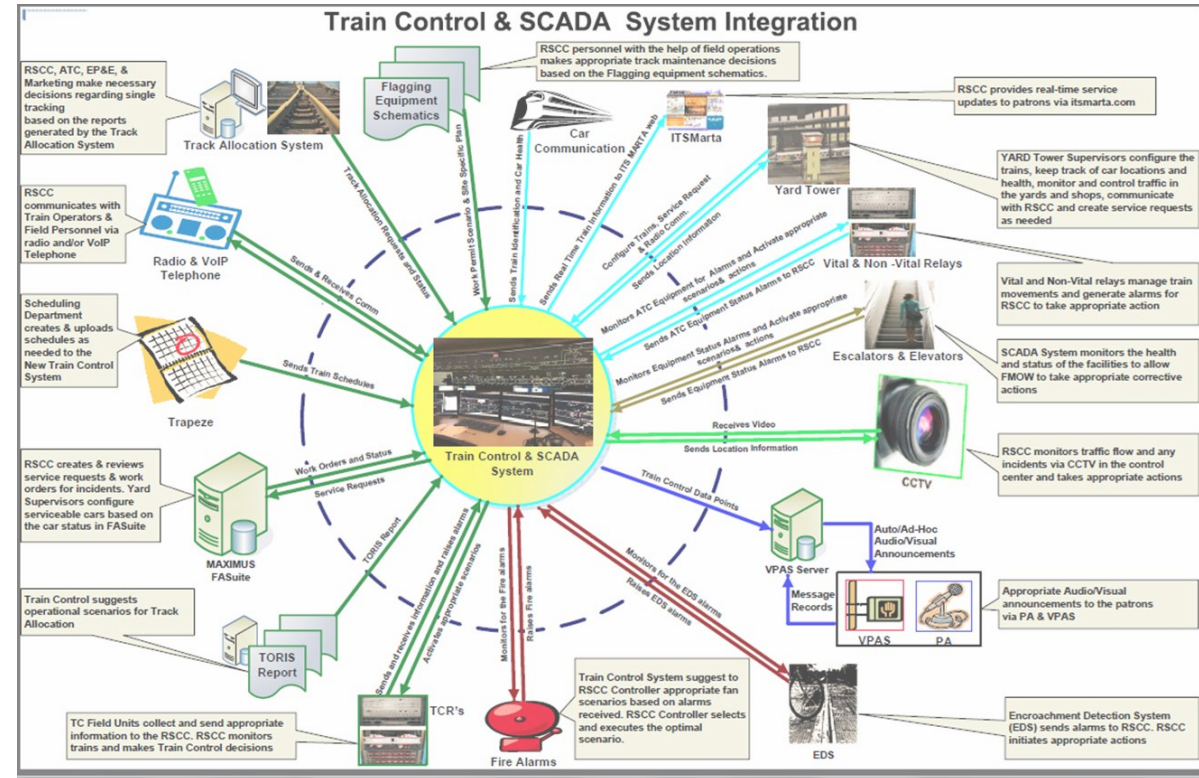 Train Control & SCADA System Integration
RSCC, ATC, EP&E, &
Marketing make necessary
decisions regarding single
tracking
based on the reports
generated by the Track
Allocation System
Track Allocation System
Flagging
Equipment
Schematics
RSCC personnel with the help of field operations
makes appropriate track maintenance decisions
based on the Flagging equipment schematics.
Car
Communication
ITSMarta
RSCC provides real-time service
updates to patrons via itsmarta.com
Yard Tower
YARD Tower Supervisors configure the
trains, keep track of car locations and
health, monitor and control traffic in
the yards and shops, communicate
with RSCC and create service requests
as needed
RSCC
communicates with
Train Operators &
Field Personnel via
radio and/or VoIP
Telephone
Radio & VoIP
Telephone
Track Allocation Requests and Status
Work Permit Scenario & Site Specific Plan
Sends Train Identification and Car Health
Sends Real Time Train Information to ITS MARTA web
Configure Trains, Service Request
& Radio Comm.
Sends Location Information
Vital & Non -Vital Relays
Vital and Non-Vital relays manage train
movements and generate alarms for
RSCC to take appropriate action
Monitors ATC Equipment for Alarms and Activate appropriate
scenarios& actions
Sends ATC Equipment Status Alarms to RSCC
Sends & Receives Comm
Scheduling
Department
creates & uploads
schedules as
needed to the
New Train Control
System
Trapeze
Sends Train Schedules
Monitors Equipment Status Alarms and Activate appropriate
scenarios& actions
Sends Equipment Status Alarms to RSCC
Escalators & Elevators
SCADA System monitors the health
and status of the facilities to allow
FMOW to take appropriate corrective
actions
Train Control & SCADA
System
Receives Video
Sends Location Information
CCTV
RSCC monitors traffic flow and any
incidents via CCTV in the control
center and takes appropriate actions
RSCC creates & reviews
service requests & work
orders for incidents. Yard
Supervisors configure
serviceable cars based on
the car status in FASuite
MAXIMUS
FASuite
Work Orders and Status
Service Requests
Train Control Data Points
VPAS Server
Auto/Ad-Hoc
Audio/Visual
Announcements
Message
Records
VPAS
PA
Appropriate Audio/Visual
announcements to the patrons
via PA & VPAS
Train Control suggests
operational scenarios for Track
Allocation
TORIS
Report
TORIS Report
Sends and receives information and raises alarms
Activates appropriate scenarios
Monitors for the Fire alarms
Raises Fire alarms
Monitors for the EDS alarms
Raises EDS alarms
TC Field Units collect and send appropriate
information to the RSCC. RSCC monitors
trains and makes Train Control decisions
TCR's
Fire Alarms
Train Control System suggest to
RSCC Controller appropriate fan
scenarios based on alarms
received. RSCC Controller selects
and executes the optimal
scenario.
EDS
Encroachment Detection System
(EDS) sends alarms to RSCC. RSCC
initiates appropriate actions